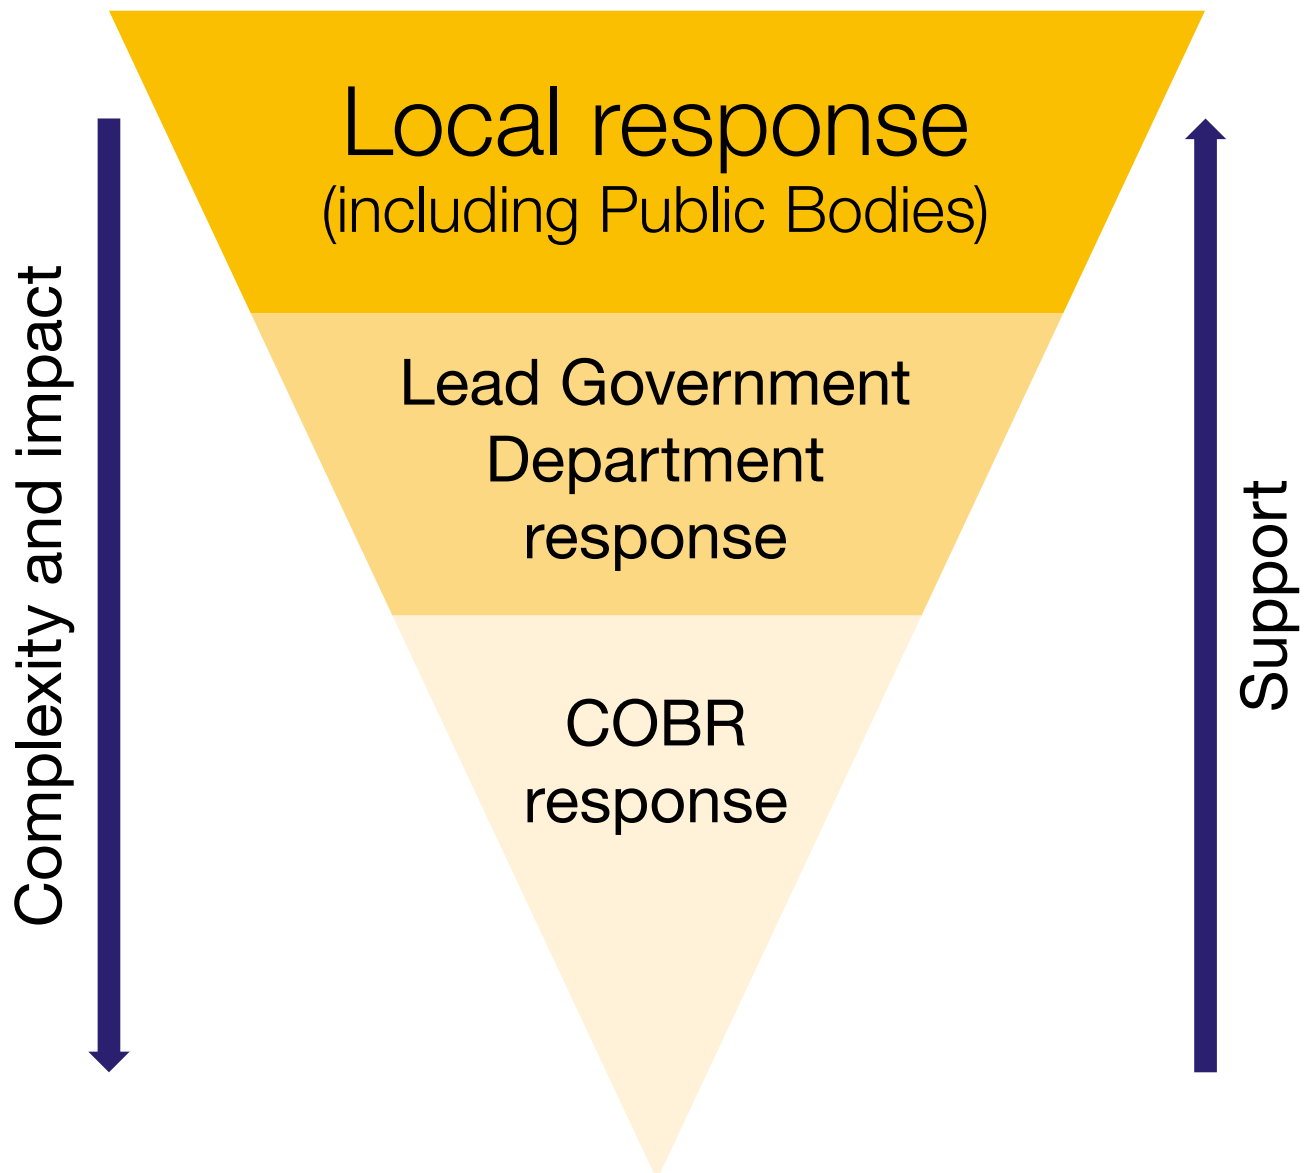 Local response
(including Public Bodies)
Lead Government
Department
response
COBR
response
Complexity and impact
Support